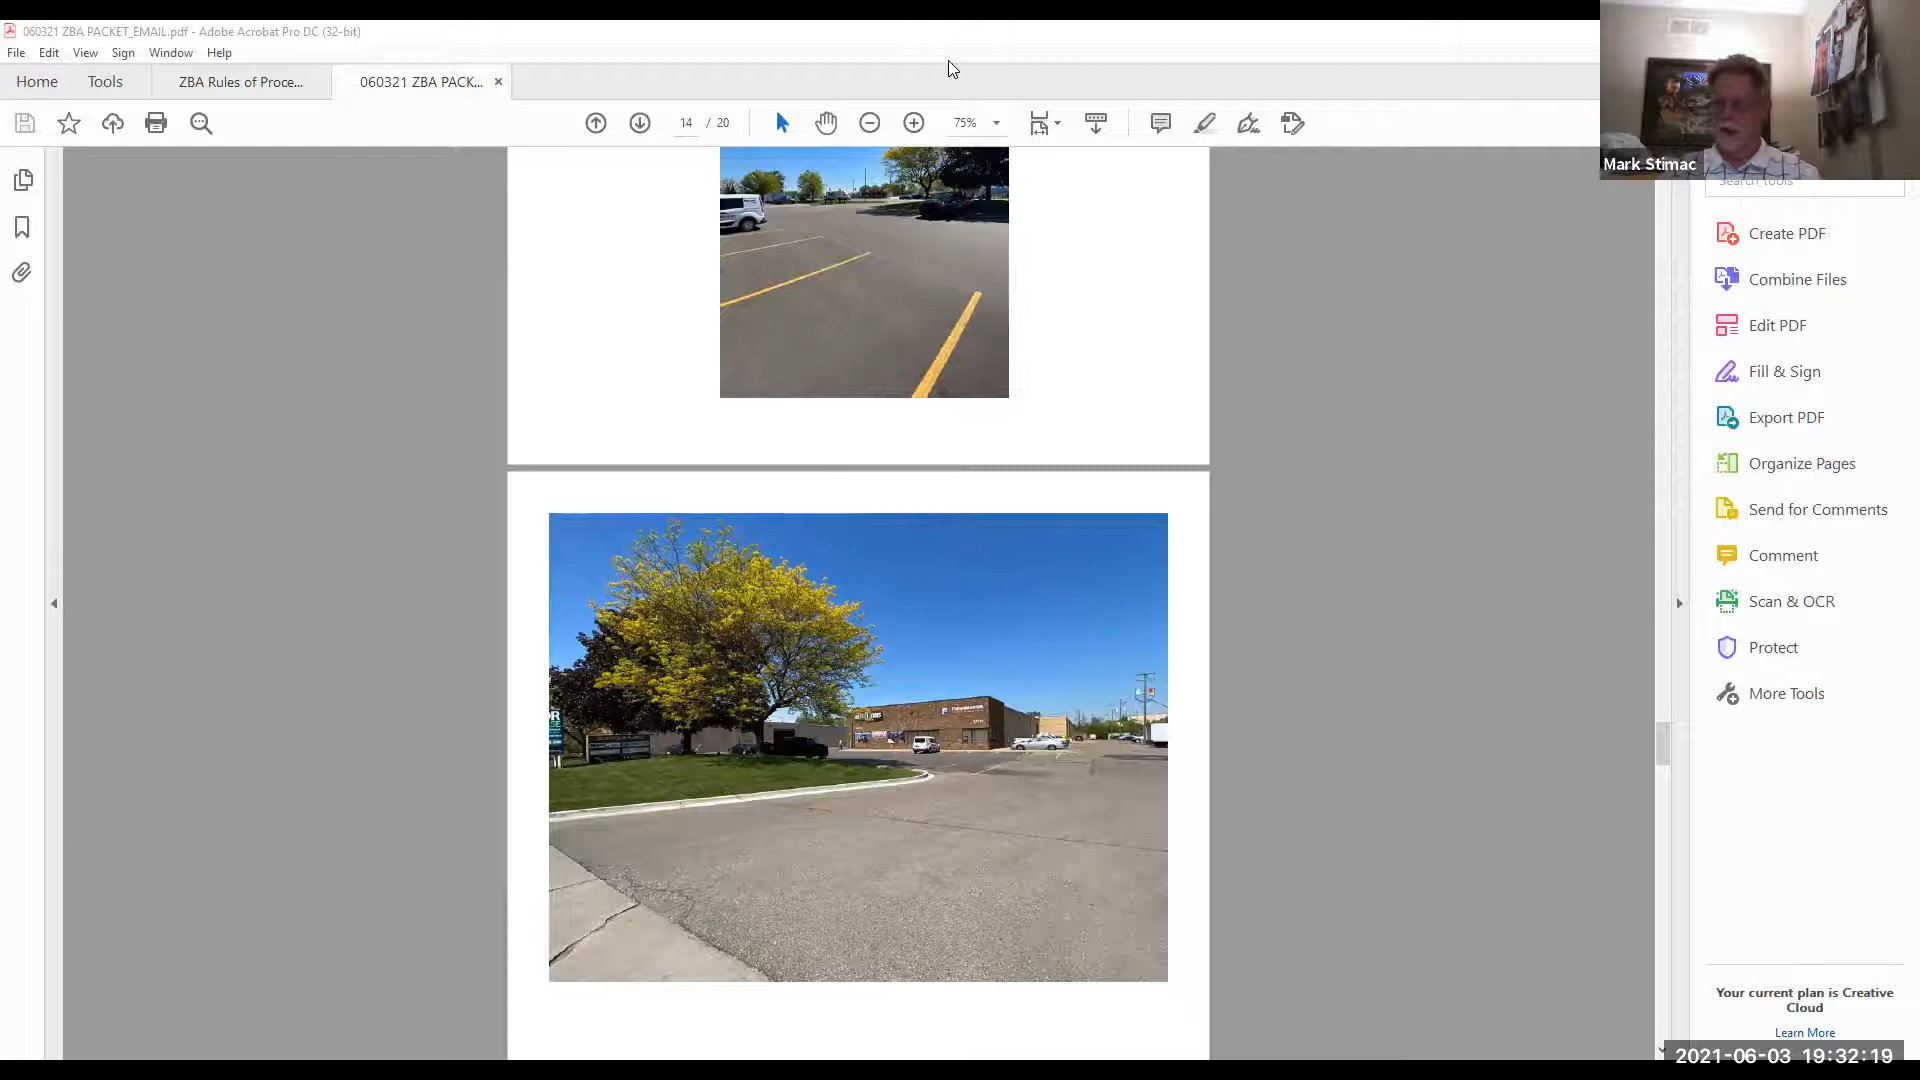 060321 ZBA PACKET_EMAIL.pdf - Adobe Acrobat Pro DC (32-bit)
File Edit View Sign Window Help
Home Tools ZBA Rules of Proce... 060321 ZBA PACK... ×
14 / 20 75%
Mark Stimac
Search tools
Create PDF
Combine Files
Edit PDF
Fill & Sign
Export PDF
Organize Pages
Send for Comments
Comment
Scan & OCR
Protect
More Tools
Your current plan is Creative
Cloud
Learn More
2021-06-03 19:32:19